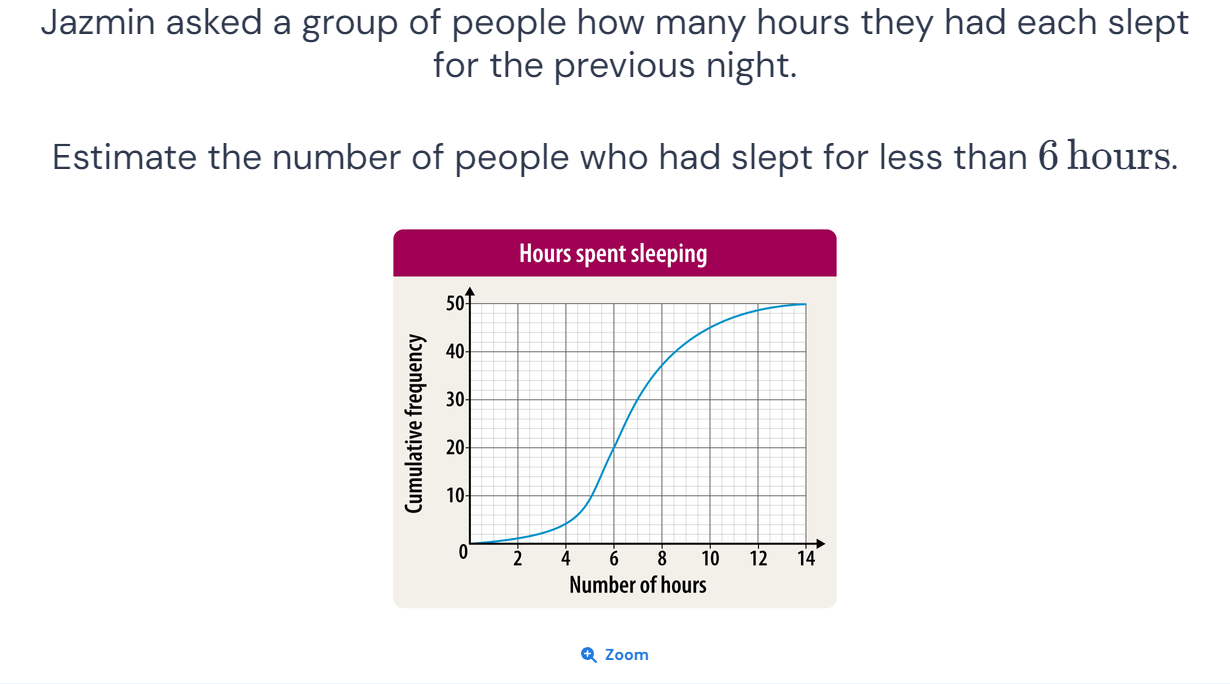 Jazmin asked a group of people how many hours they had each slept
for the previous night.
Estimate the number of people who had slept for less than 6 hours.
Hours spent sleeping
Cumulative frequency
50
40
30
20
10
0
2 4 6 8 10 12 14
Number of hours
Zoom